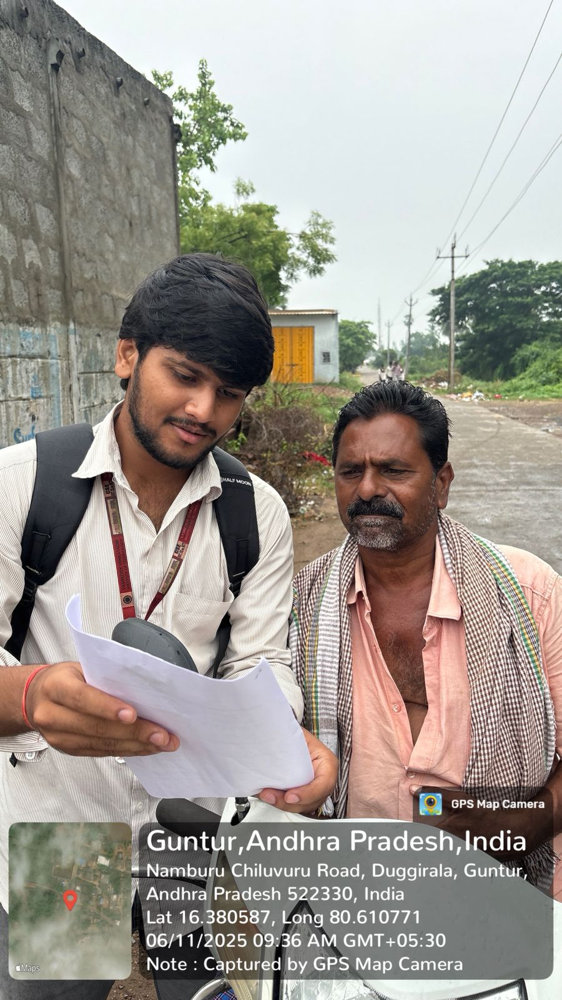 HALF MOON
CSE
CSE
GPS Map Camera
Guntur,Andhra Pradesh,India
Namburu Chiluvuru Road, Duggirala, Guntur,
Andhra Pradesh 522330, India
Lat 16.380587, Long 80.610771
06/11/2025 09:36 AM GMT+05:30
Note : Captured by GPS Map Camera
Maps